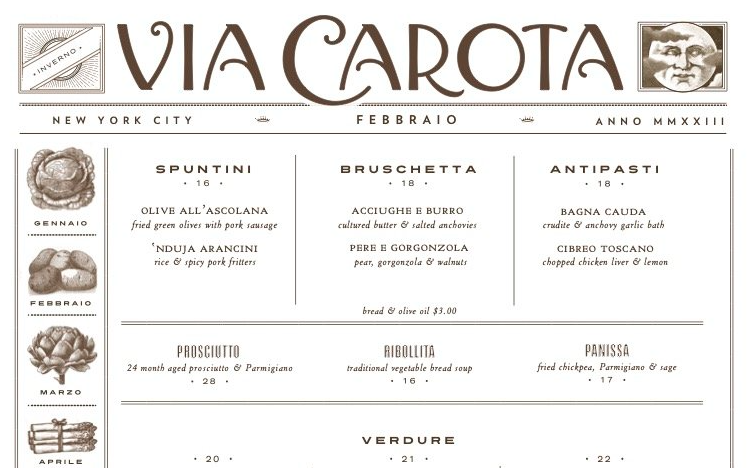 VIA CAROTA
·INVERNO·
NEW YORK CITY
FEBBRAIO
ANNO MMXXIII
GENNAIO
FEBBRAIO
MARZO
APRILE
SPUNTINI
· 16 ·
OLIVE ALL'ASCOLANA
fried green olives with pork sausage
'NDUJA ARANCINI
rice & spicy pork fritters
BRUSCHETTA
· 18 ·
ACCIUGHE E BURRO
cultured butter & salted anchovies
PERE E GORGONZOLA
pear, gorgonzola & walnuts
bread & olive oil $3.00
ANTIPASTI
· 18 ·
BAGNA CAUDA
crudite & anchovy garlic bath
CIBREO TOSCANO
chopped chicken liver & lemon
PROSCIUTTO
24 month aged prosciutto & Parmigiano
· 28 ·
RIBOLLITA
traditional vegetable bread soup
· 16 ·
PANISSA
fried chickpea, Parmigiano & sage
· 17 ·
VERDURE
· 20 ·
· 21 ·
· 22 ·